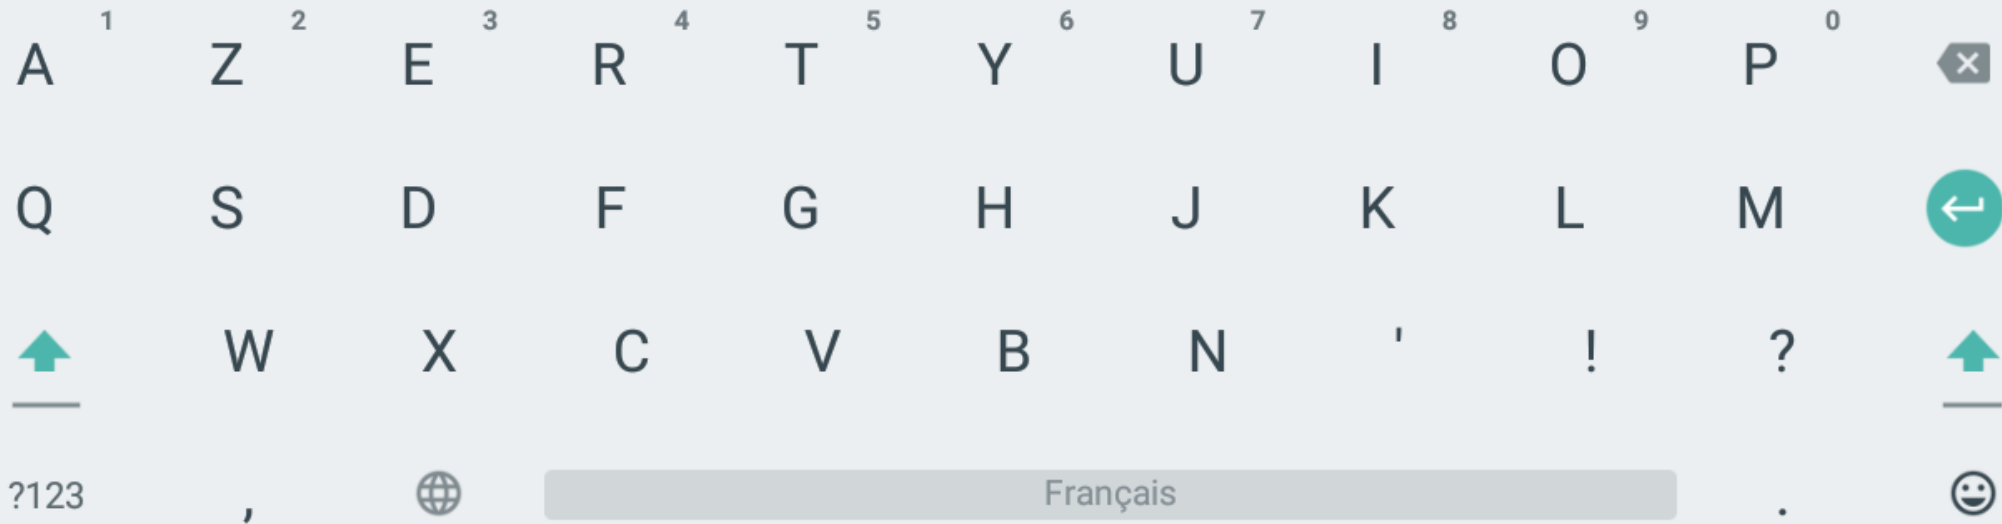 1 2 3 4 5 6 7 8 9 0
A Z E R T Y U I O P
Q S D F G H J K L M
W X C V B N ' ! ?
?123 , Français .